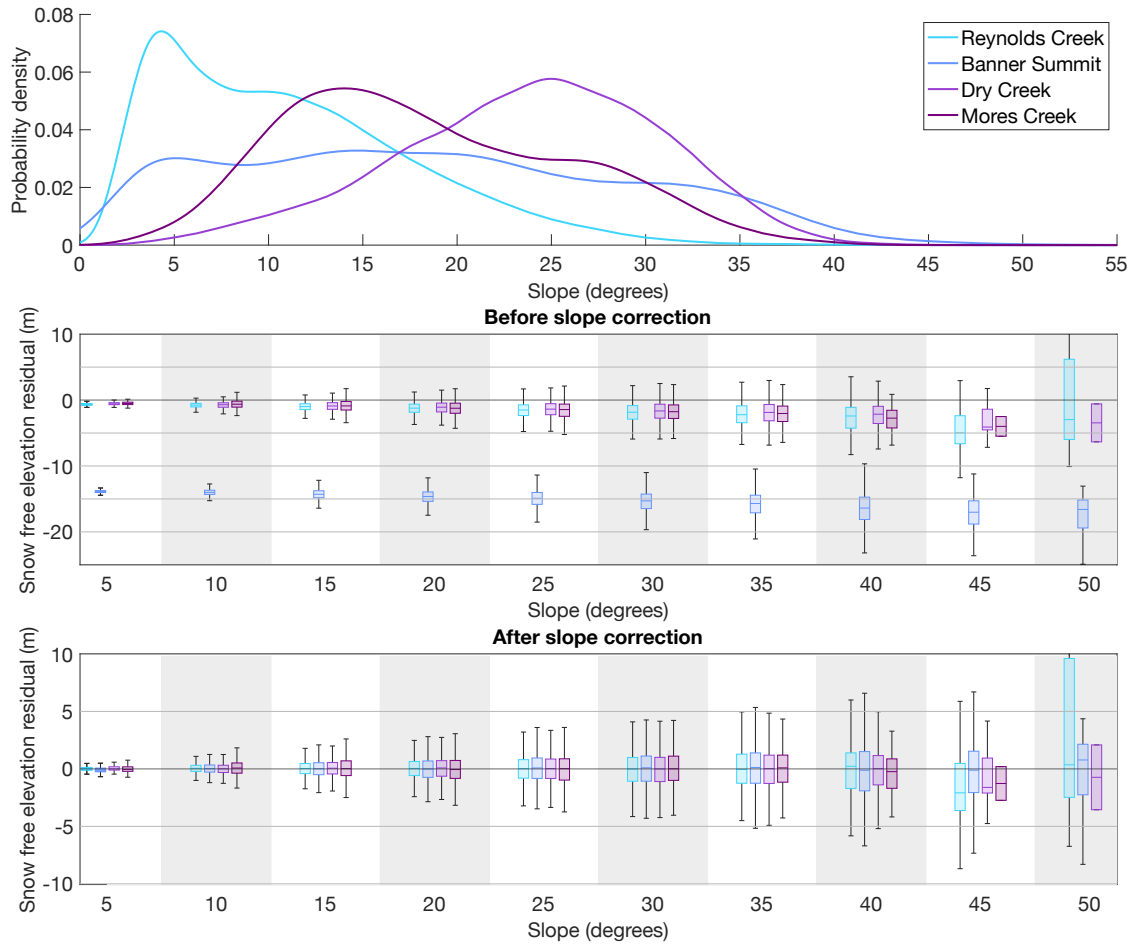 0.08
0.06
0.04
0.02
0
Probability density
Reynolds Creek
Banner Summit
Dry Creek
Mores Creek
0 5 10 15 20 25 30 35 40 45 50 55
Slope (degrees)
Before slope correction
10
0
-10
-20
Snow free elevation residual (m)
5 10 15 20 25 30 35 40 45 50
Slope (degrees)
After slope correction
10
5
0
-5
-10
Snow free elevation residual (m)
5 10 15 20 25 30 35 40 45 50
Slope (degrees)